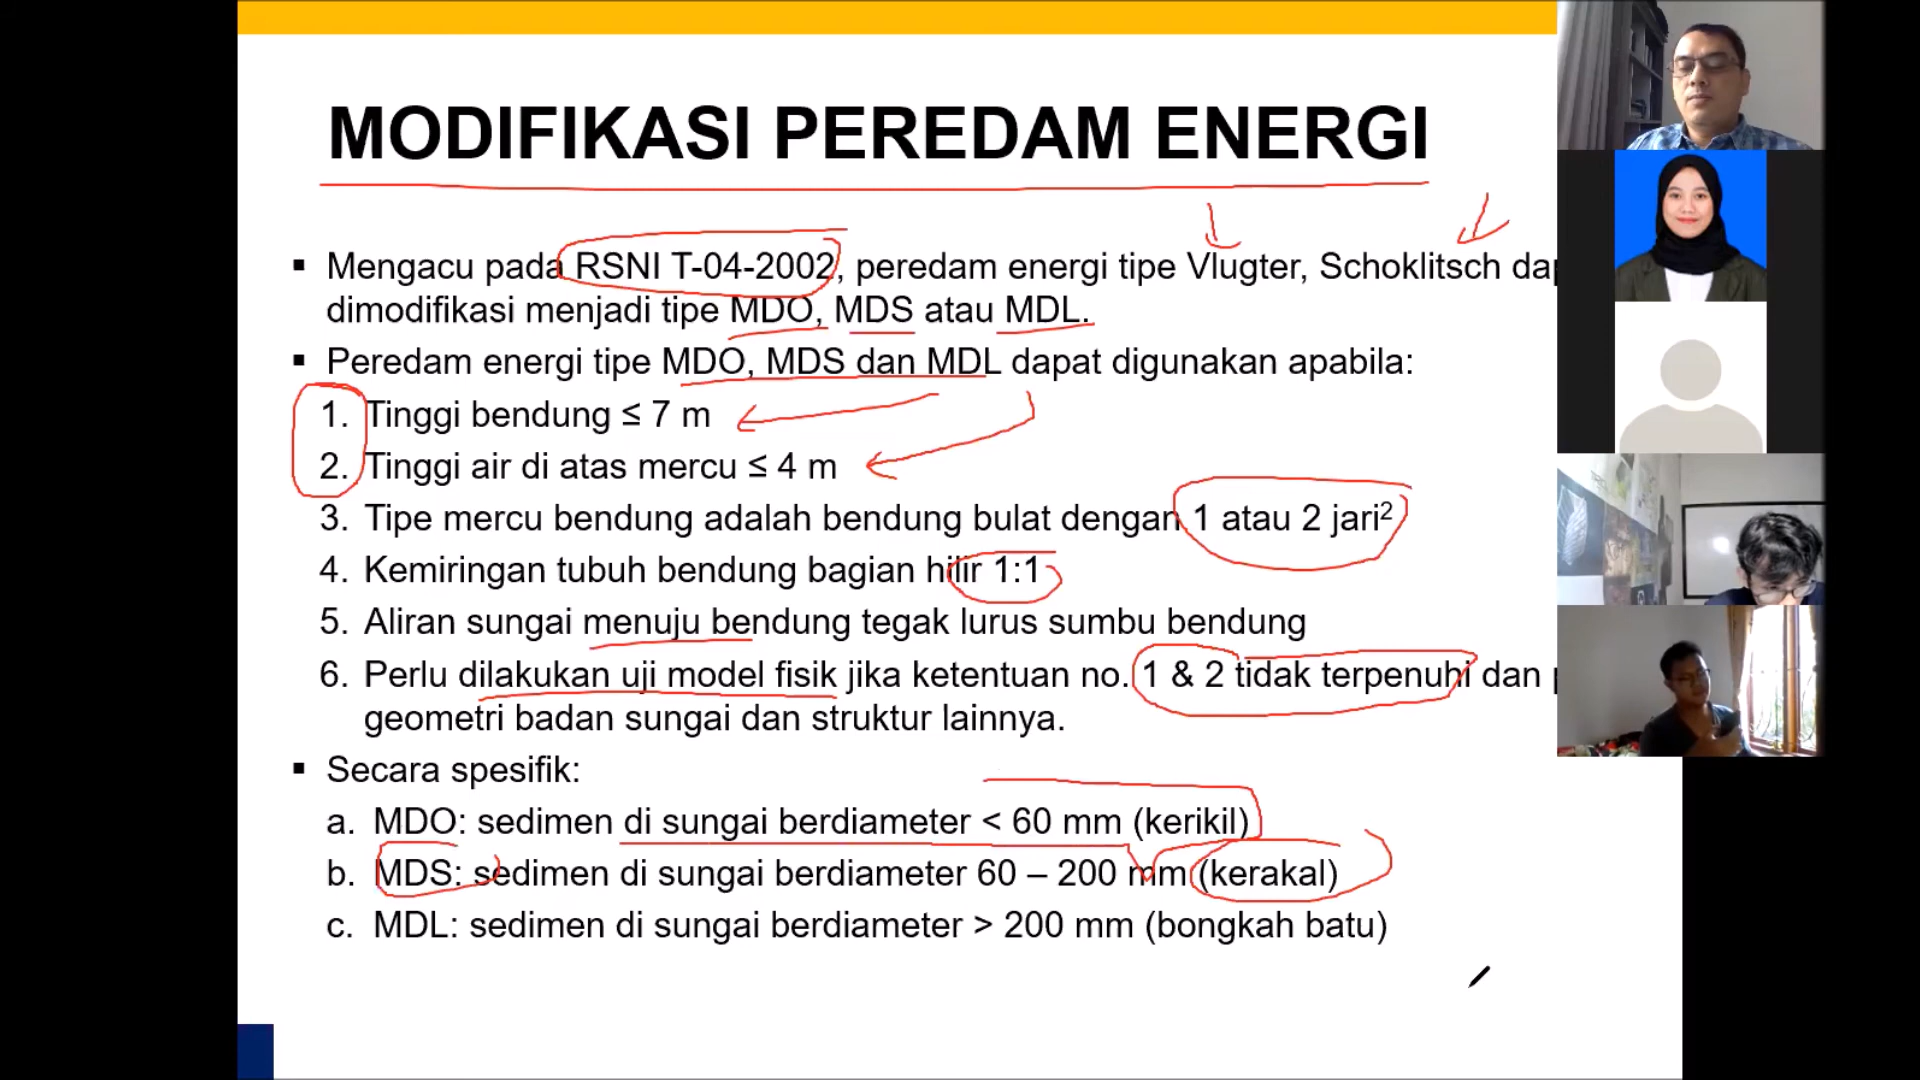 MODIFIKASI PEREDAM ENERGI
▪ Mengacu pada RSNI T-04-2002, peredam energi tipe Vlugter, Schoklitsch
dimodifikasi menjadi tipe MDO, MDS atau MDL.
▪ Peredam energi tipe MDO, MDS dan MDL dapat digunakan apabila:
1. Tinggi bendung ≤ 7 m
2. Tinggi air di atas mercu ≤ 4 m
3. Tipe mercu bendung adalah bendung bulat dengan 1 atau 2 jari²
4. Kemiringan tubuh bendung bagian hilir 1:1
5. Aliran sungai menuju bendung tegak lurus sumbu bendung
6. Perlu dilakukan uji model fisik jika ketentuan no. 1 & 2 tidak terpenuhi dan
geometri badan sungai dan struktur lainnya.
▪ Secara spesifik:
a. MDO: sedimen di sungai berdiameter < 60 mm (kerikil)
b. MDS: sedimen di sungai berdiameter 60 – 200 mm (kerakal)
c. MDL: sedimen di sungai berdiameter > 200 mm (bongkah batu)